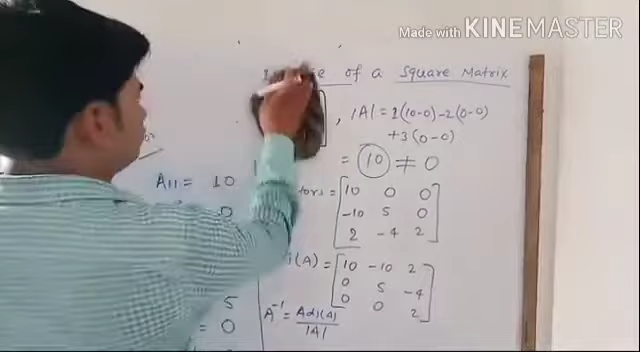 Made with KINEMASTER
of a Square Matrix
, |A| = 1(10-0)-2(0-0)
+3(0-0)
= 10 ≠ 0
A11 = 10
0
= [10 0 0
-10 5 0
2 -4 2]
(A) = [10 -10 2
0 5 -4
0 0 2]
5
= 0
A⁻¹ = Adj(A)
|A|